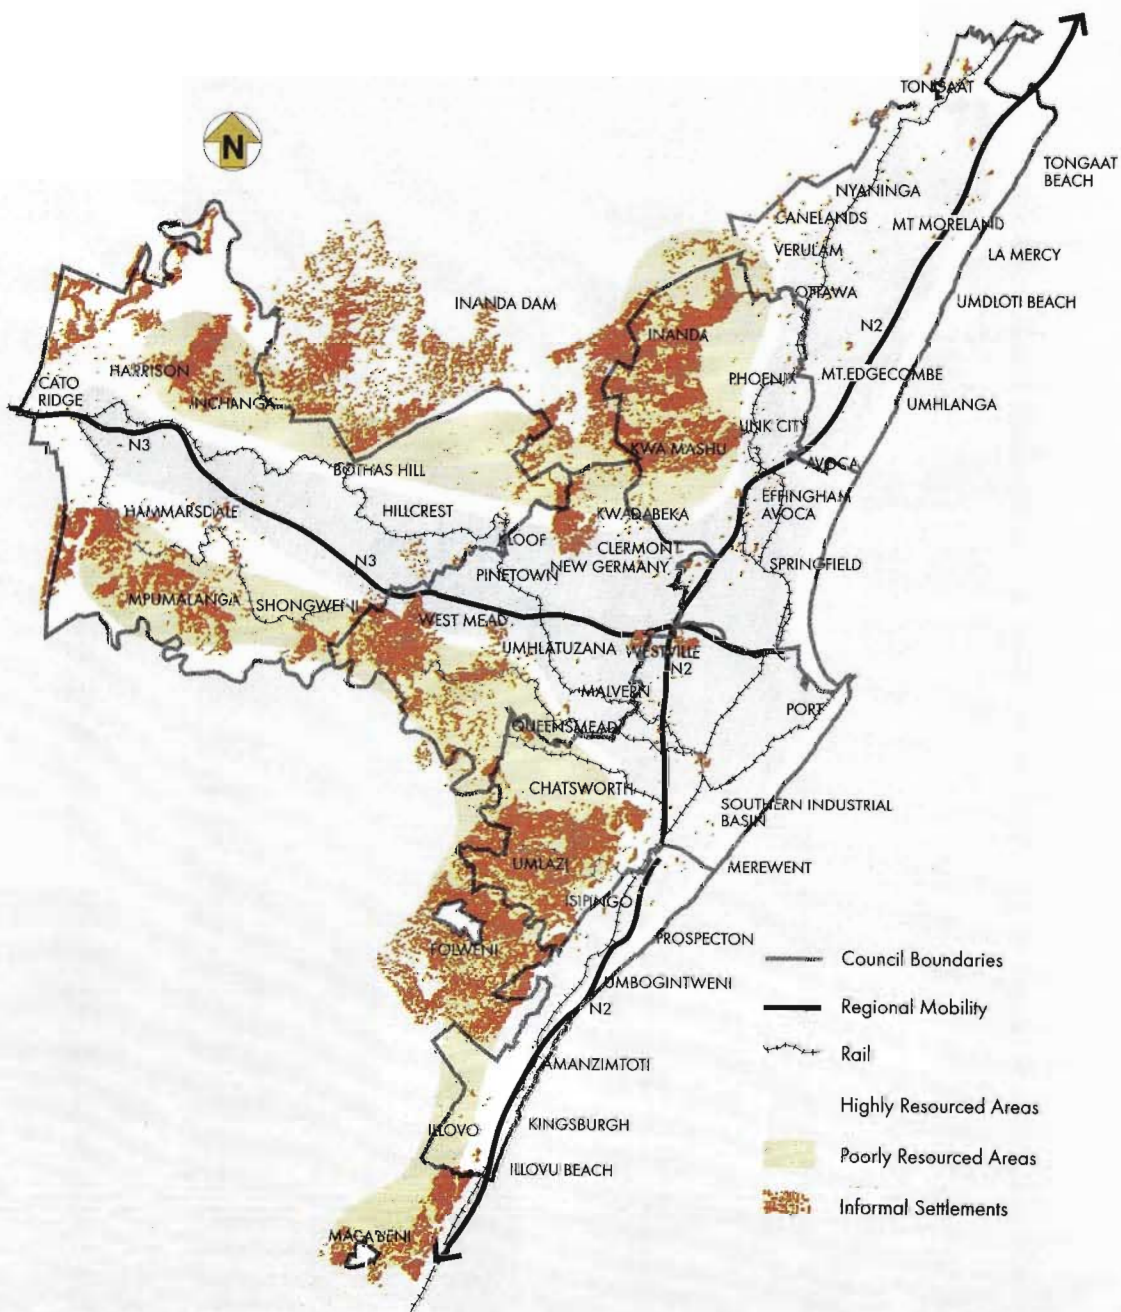 N
TONGAAT
TONGAAT
BEACH
NYANINGA
CANELANDS
MT MORELAND
VERULAM
LA MERCY
OTTAWA
UMDLOTI BEACH
INANDA DAM
N2
INANDA
HARRISON
PHOENIX
MT.EDGECOMBE
CATO
RIDGE
INCHANGA
UMHLANGA
LINK CITY
N3
KWA MASHU
BOTHAS HILL
AVOCA
EFFINGHAM
AVOCA
HAMMARSDALE
HILLCREST
KWADABEKA
KLOOF
CLERMONT
N3
PINETOWN
NEW GERMANY
SPRINGFIELD
MPUMALANGA
SHONGWENI
WEST MEAD
UMHLATUZANA
WESTVILLE
N2
MALVERN
PORT
QUEENSMEAD
CHATSWORTH
SOUTHERN INDUSTRIAL
BASIN
UMLAZI
MEREWENT
ISIPINGO
FOLWENI
PROSPECTON
UMBOGINTWENI
N2
AMANZIMTOTI
ILLOVO
KINGSBURGH
ILLOVU BEACH
MAGABENI
Council Boundaries
Regional Mobility
Rail
Highly Resourced Areas
Poorly Resourced Areas
Informal Settlements